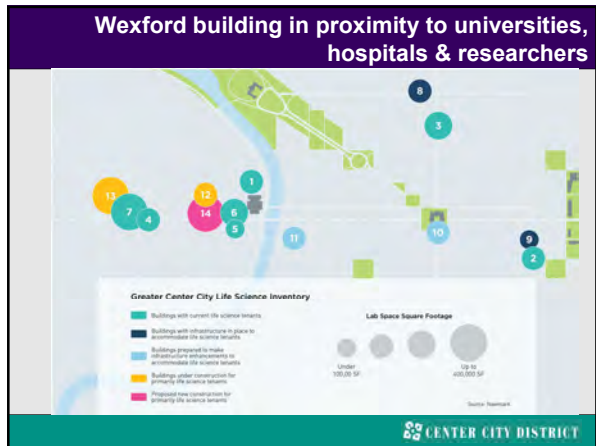 Wexford building in proximity to universities,
hospitals & researchers
8
3
1
12
13
7
4
14
6
5
11
10
9
2
Greater Center City Life Science Inventory
Buildings with current life science tenants
Buildings with infrastructure in place to
accommodate life science tenants
Buildings prepared to make
infrastructure enhancements to
accommodate life science tenants
Buildings under construction for
primarily life science tenants
Proposed new construction for
primarily life science tenants
Lab Space Square Footage
Under
100,00 SF
Up to
400,000 SF
Source: Newmark
CENTER CITY DISTRICT